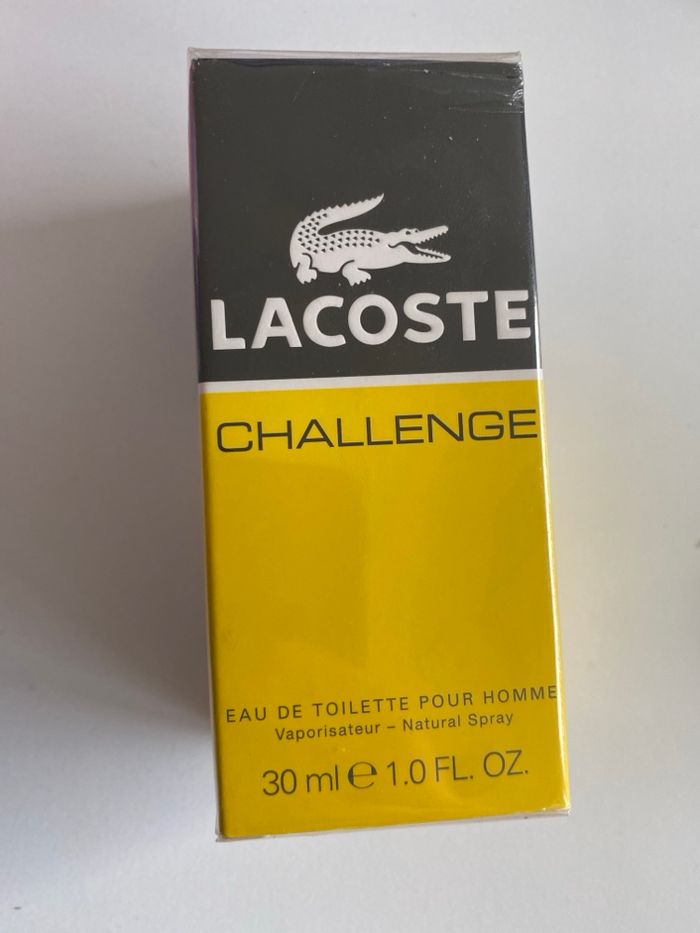 LACOSTE
CHALLENGE
EAU DE TOILETTE POUR HOMME
Vaporisateur – Natural Spray
30 ml ℮ 1.0 FL. OZ.